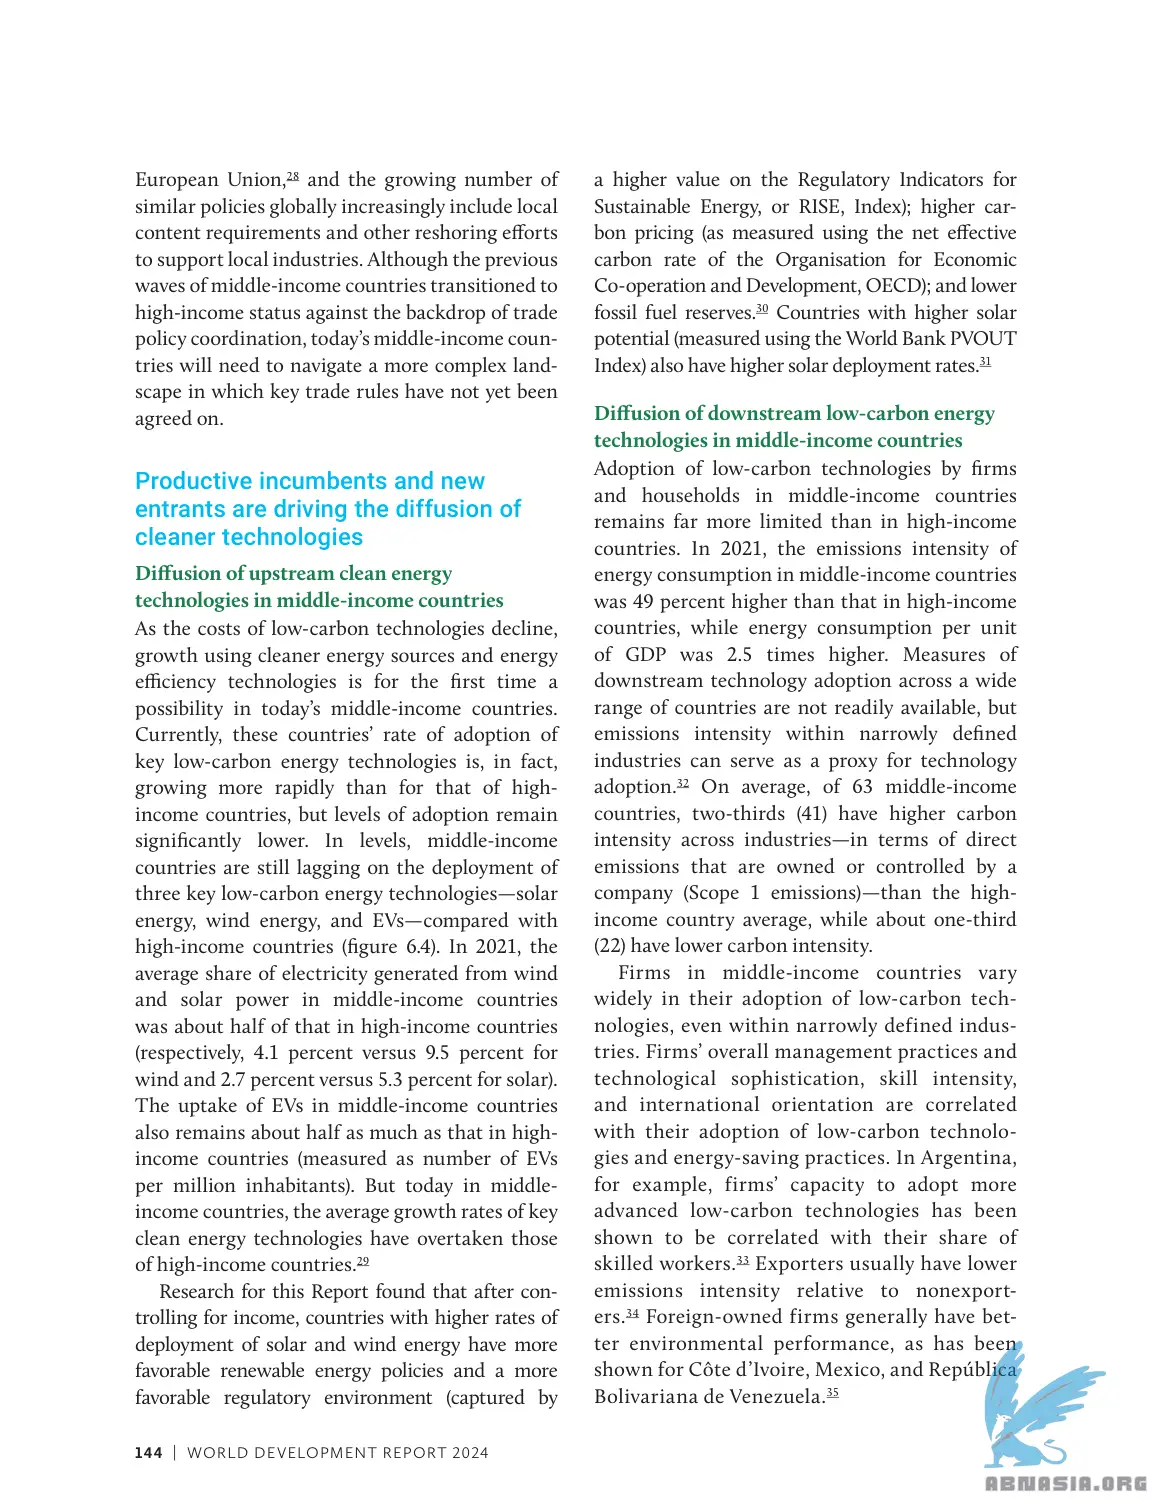 European Union,28 and the growing number of
similar policies globally increasingly include local
content requirements and other reshoring efforts
to support local industries. Although the previous
waves of middle-income countries transitioned to
high-income status against the backdrop of trade
policy coordination, today’s middle-income coun-
tries will need to navigate a more complex land-
scape in which key trade rules have not yet been
agreed on.
Productive incumbents and new
entrants are driving the diffusion of
cleaner technologies
Diffusion of upstream clean energy
technologies in middle-income countries
As the costs of low-carbon technologies decline,
growth using cleaner energy sources and energy
efficiency technologies is for the first time a
possibility in today’s middle-income countries.
Currently, these countries’ rate of adoption of
key low-carbon energy technologies is, in fact,
growing more rapidly than for that of high-
income countries, but levels of adoption remain
significantly lower. In levels, middle-income
countries are still lagging on the deployment of
three key low-carbon energy technologies—solar
energy, wind energy, and EVs—compared with
high-income countries (figure 6.4). In 2021, the
average share of electricity generated from wind
and solar power in middle-income countries
was about half of that in high-income countries
(respectively, 4.1 percent versus 9.5 percent for
wind and 2.7 percent versus 5.3 percent for solar).
The uptake of EVs in middle-income countries
also remains about half as much as that in high-
income countries (measured as number of EVs
per million inhabitants). But today in middle-
income countries, the average growth rates of key
clean energy technologies have overtaken those
of high-income countries.29
Research for this Report found that after con-
trolling for income, countries with higher rates of
deployment of solar and wind energy have more
favorable renewable energy policies and a more
favorable regulatory environment (captured by
a higher value on the Regulatory Indicators for
Sustainable Energy, or RISE, Index); higher car-
bon pricing (as measured using the net effective
carbon rate of the Organisation for Economic
Co-operation and Development, OECD); and lower
fossil fuel reserves.30 Countries with higher solar
potential (measured using the World Bank PVOUT
Index) also have higher solar deployment rates.31
Diffusion of downstream low-carbon energy
technologies in middle-income countries
Adoption of low-carbon technologies by firms
and households in middle-income countries
remains far more limited than in high-income
countries. In 2021, the emissions intensity of
energy consumption in middle-income countries
was 49 percent higher than that in high-income
countries, while energy consumption per unit
of GDP was 2.5 times higher. Measures of
downstream technology adoption across a wide
range of countries are not readily available, but
emissions intensity within narrowly defined
industries can serve as a proxy for technology
adoption.32 On average, of 63 middle-income
countries, two-thirds (41) have higher carbon
intensity across industries—in terms of direct
emissions that are owned or controlled by a
company (Scope 1 emissions)—than the high-
income country average, while about one-third
(22) have lower carbon intensity.
Firms in middle-income countries vary
widely in their adoption of low-carbon tech-
nologies, even within narrowly defined indus-
tries. Firms’ overall management practices and
technological sophistication, skill intensity,
and international orientation are correlated
with their adoption of low-carbon technolo-
gies and energy-saving practices. In Argentina,
for example, firms’ capacity to adopt more
advanced low-carbon technologies has been
shown to be correlated with their share of
skilled workers.33 Exporters usually have lower
emissions intensity relative to nonexport-
ers.34 Foreign-owned firms generally have bet-
ter environmental performance, as has been
shown for Côte d’Ivoire, Mexico, and República
Bolivariana de Venezuela.35
144 | WORLD DEVELOPMENT REPORT 2024
ABNASIA.ORG